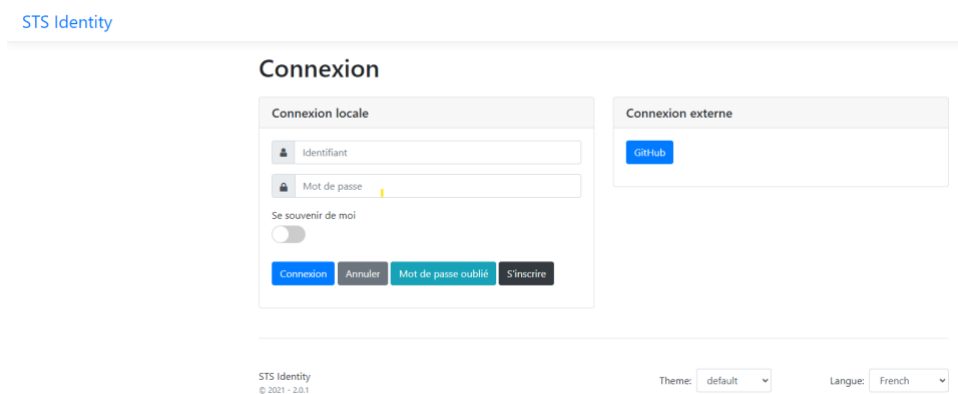 STS Identity
Connexion
Connexion locale
Identifiant
Mot de passe
Se souvenir de moi
Connexion Annuler Mot de passe oublié S'inscrire
Connexion externe
GitHub
STS Identity
© 2021 - 2.0.1
Theme: default Langue: French